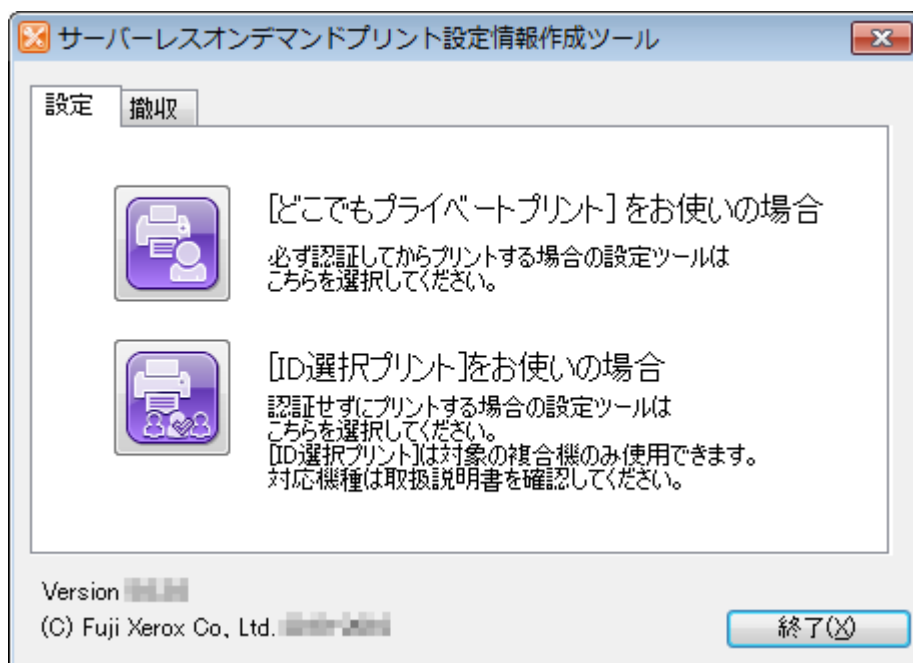 サーバーレスオンデマンドプリント設定情報作成ツール
設定 撤収
[どこでもプライベートプリント]をお使いの場合
必ず認証してからプリントする場合の設定ツールは
こちらを選択してください。
[ID選択プリント]をお使いの場合
認証せずにプリントする場合の設定ツールは
こちらを選択してください。
[ID選択プリント]は対象の複合機のみ使用できます。
対応機種は取扱説明書を確認してください。
Version
(C) Fuji Xerox Co, Ltd.
終了(X)